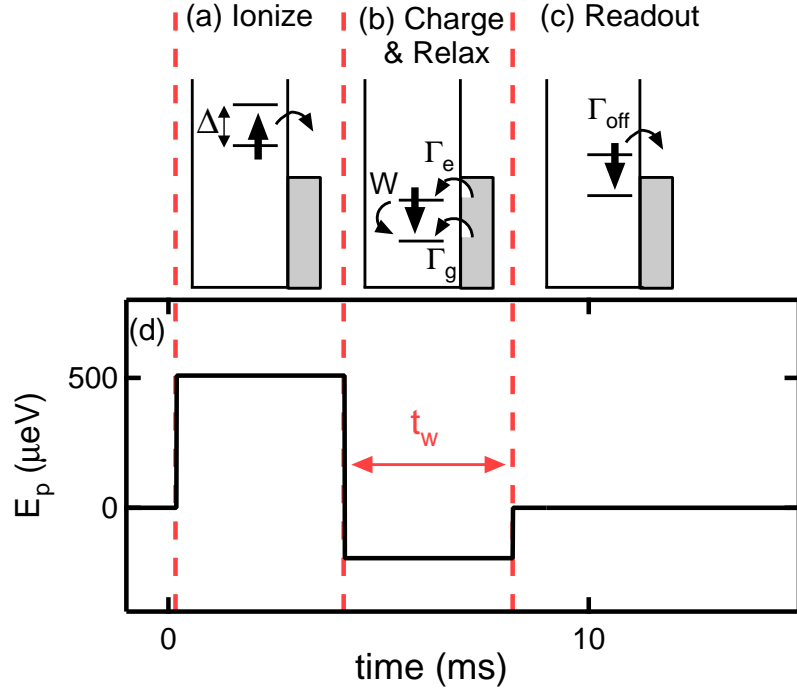 (a) Ionize
(b) Charge
& Relax
(c) Readout
Δ
W
Γe
Γg
Γoff
(d)
500
0
Ep (μeV)
tw
0
10
time (ms)